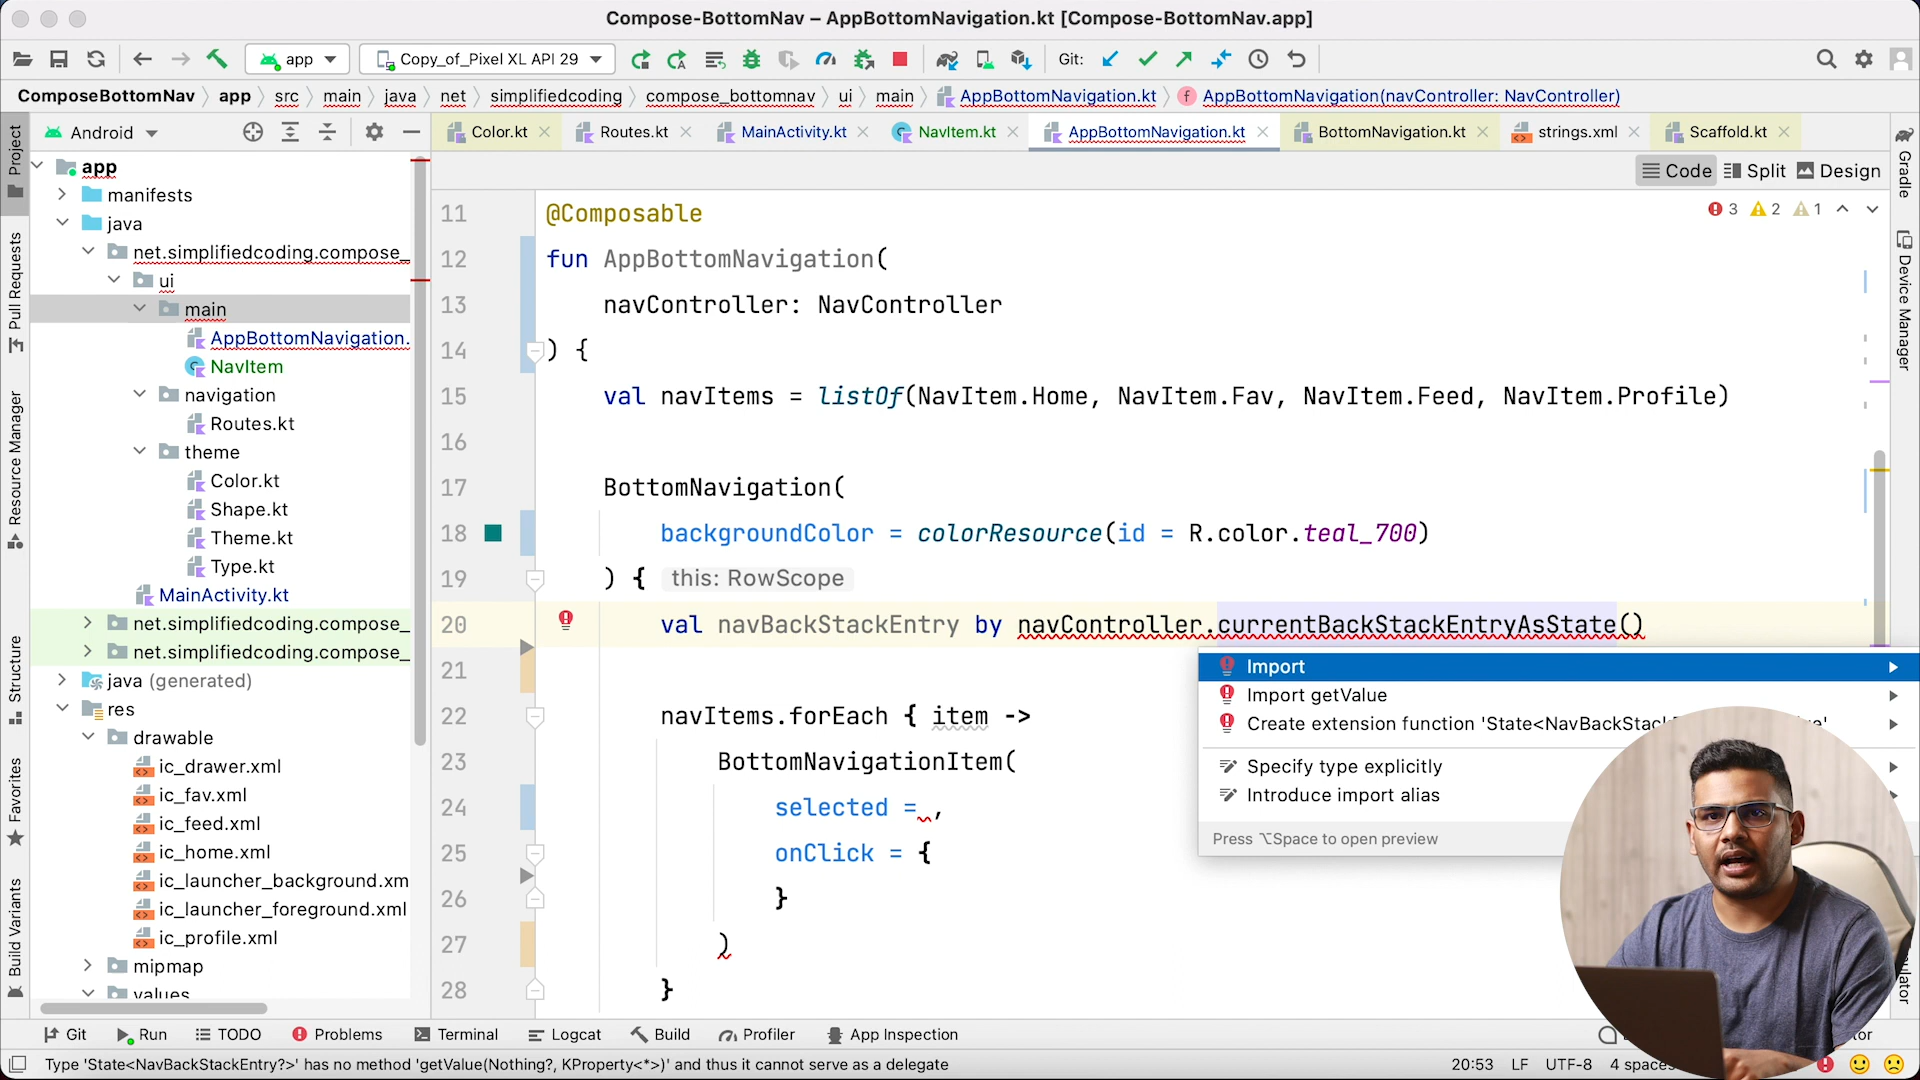 Compose-BottomNav – AppBottomNavigation.kt [Compose-BottomNav.app]
app
Copy_of_Pixel XL API 29
Git:
ComposeBottomNav
app
src
main
java
net
simplifiedcoding
compose_bottomnav
ui
main
AppBottomNavigation.kt
AppBottomNavigation(navController: NavController)
Android
Color.kt
Routes.kt
MainActivity.kt
NavItem.kt
AppBottomNavigation.kt
BottomNavigation.kt
strings.xml
Scaffold.kt
Code
Split
Design
3
2
1
Project
Pull Requests
Resource Manager
Structure
Favorites
Build Variants
app
manifests
java
net.simplifiedcoding.compose_
ui
main
AppBottomNavigation.
NavItem
navigation
Routes.kt
theme
Color.kt
Shape.kt
Theme.kt
Type.kt
MainActivity.kt
net.simplifiedcoding.compose_
net.simplifiedcoding.compose_
java (generated)
res
drawable
ic_drawer.xml
ic_fav.xml
ic_feed.xml
ic_home.xml
ic_launcher_background.xm
ic_launcher_foreground.xml
ic_profile.xml
mipmap
values
11 @Composable
12 fun AppBottomNavigation(
13 navController: NavController
14 ) {
15 val navItems = listOf(NavItem.Home, NavItem.Fav, NavItem.Feed, NavItem.Profile)
16
17 BottomNavigation(
18 backgroundColor = colorResource(id = R.color.teal_700)
19 ) { this: RowScope
20 val navBackStackEntry by navController.currentBackStackEntryAsState()
21
22 navItems.forEach { item ->
23 BottomNavigationItem(
24 selected = ,
25 onClick = {
26 }
27 )
28 }
Import
Import getValue
Create extension function 'State<NavBackStack
Specify type explicitly
Introduce import alias
Press ⌥Space to open preview
Gradle
Device Manager
Git
Run
TODO
Problems
Terminal
Logcat
Build
Profiler
App Inspection
Type 'State<NavBackStackEntry?>' has no method 'getValue(Nothing?, KProperty<*>)' and thus it cannot serve as a delegate
20:53
LF
UTF-8
4 spaces